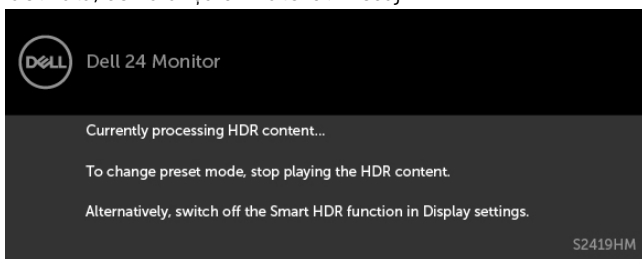 DELL
Dell 24 Monitor
Currently processing HDR content...
To change preset mode, stop playing the HDR content.
Alternatively, switch off the Smart HDR function in Display settings.
S2419HM